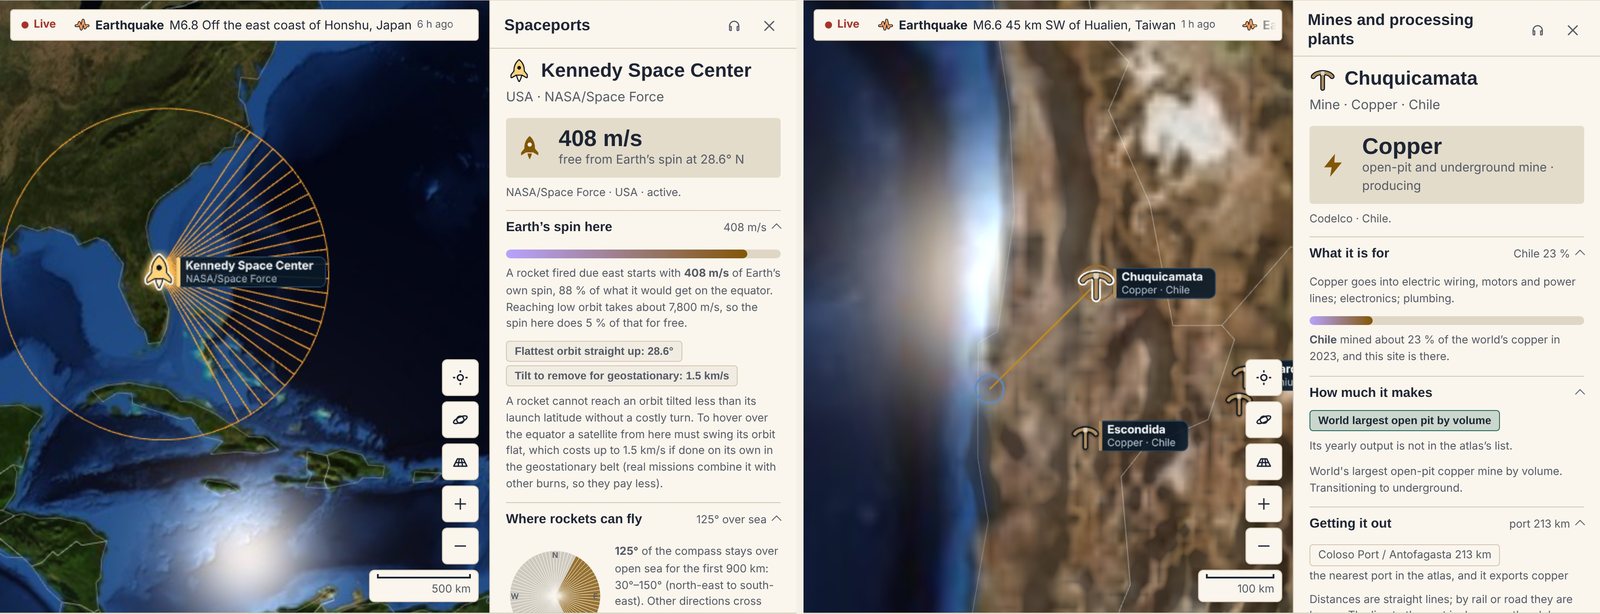 Live Earthquake M6.8 Off the east coast of Honshu, Japan 6 h ago
Kennedy Space Center
NASA/Space Force
500 km
Spaceports
Kennedy Space Center
USA · NASA/Space Force
408 m/s
free from Earth's spin at 28.6° N
NASA/Space Force · USA · active.
Earth's spin here 408 m/s
A rocket fired due east starts with 408 m/s of Earth's
own spin, 88 % of what it would get on the equator.
Reaching low orbit takes about 7,800 m/s, so the
spin here does 5 % of that for free.
Flattest orbit straight up: 28.6°
Tilt to remove for geostationary: 1.5 km/s
A rocket cannot reach an orbit tilted less than its
launch latitude without a costly turn. To hover over
the equator a satellite from here must swing its orbit
flat, which costs up to 1.5 km/s if done on its own in
the geostationary belt (real missions combine it with
other burns, so they pay less).
Where rockets can fly 125° over sea
N
W
125° of the compass stays over
open sea for the first 900 km:
30°–150° (north-east to south-
east). Other directions cross
Live Earthquake M6.6 45 km SW of Hualien, Taiwan 1 h ago
Chuquicamata
Copper · Chile
Escondida
Copper · Chile
100 km
Mines and processing
plants
Chuquicamata
Mine · Copper · Chile
Copper
open-pit and underground mine ·
producing
Codelco · Chile.
What it is for Chile 23 %
Copper goes into electric wiring, motors and power
lines; electronics; plumbing.
Chile mined about 23 % of the world's copper in
2023, and this site is there.
How much it makes
World largest open pit by volume
Its yearly output is not in the atlas's list.
World's largest open-pit copper mine by volume.
Transitioning to underground.
Getting it out port 213 km
Coloso Port / Antofagasta 213 km
the nearest port in the atlas, and it exports copper
Distances are straight lines; by rail or road they are